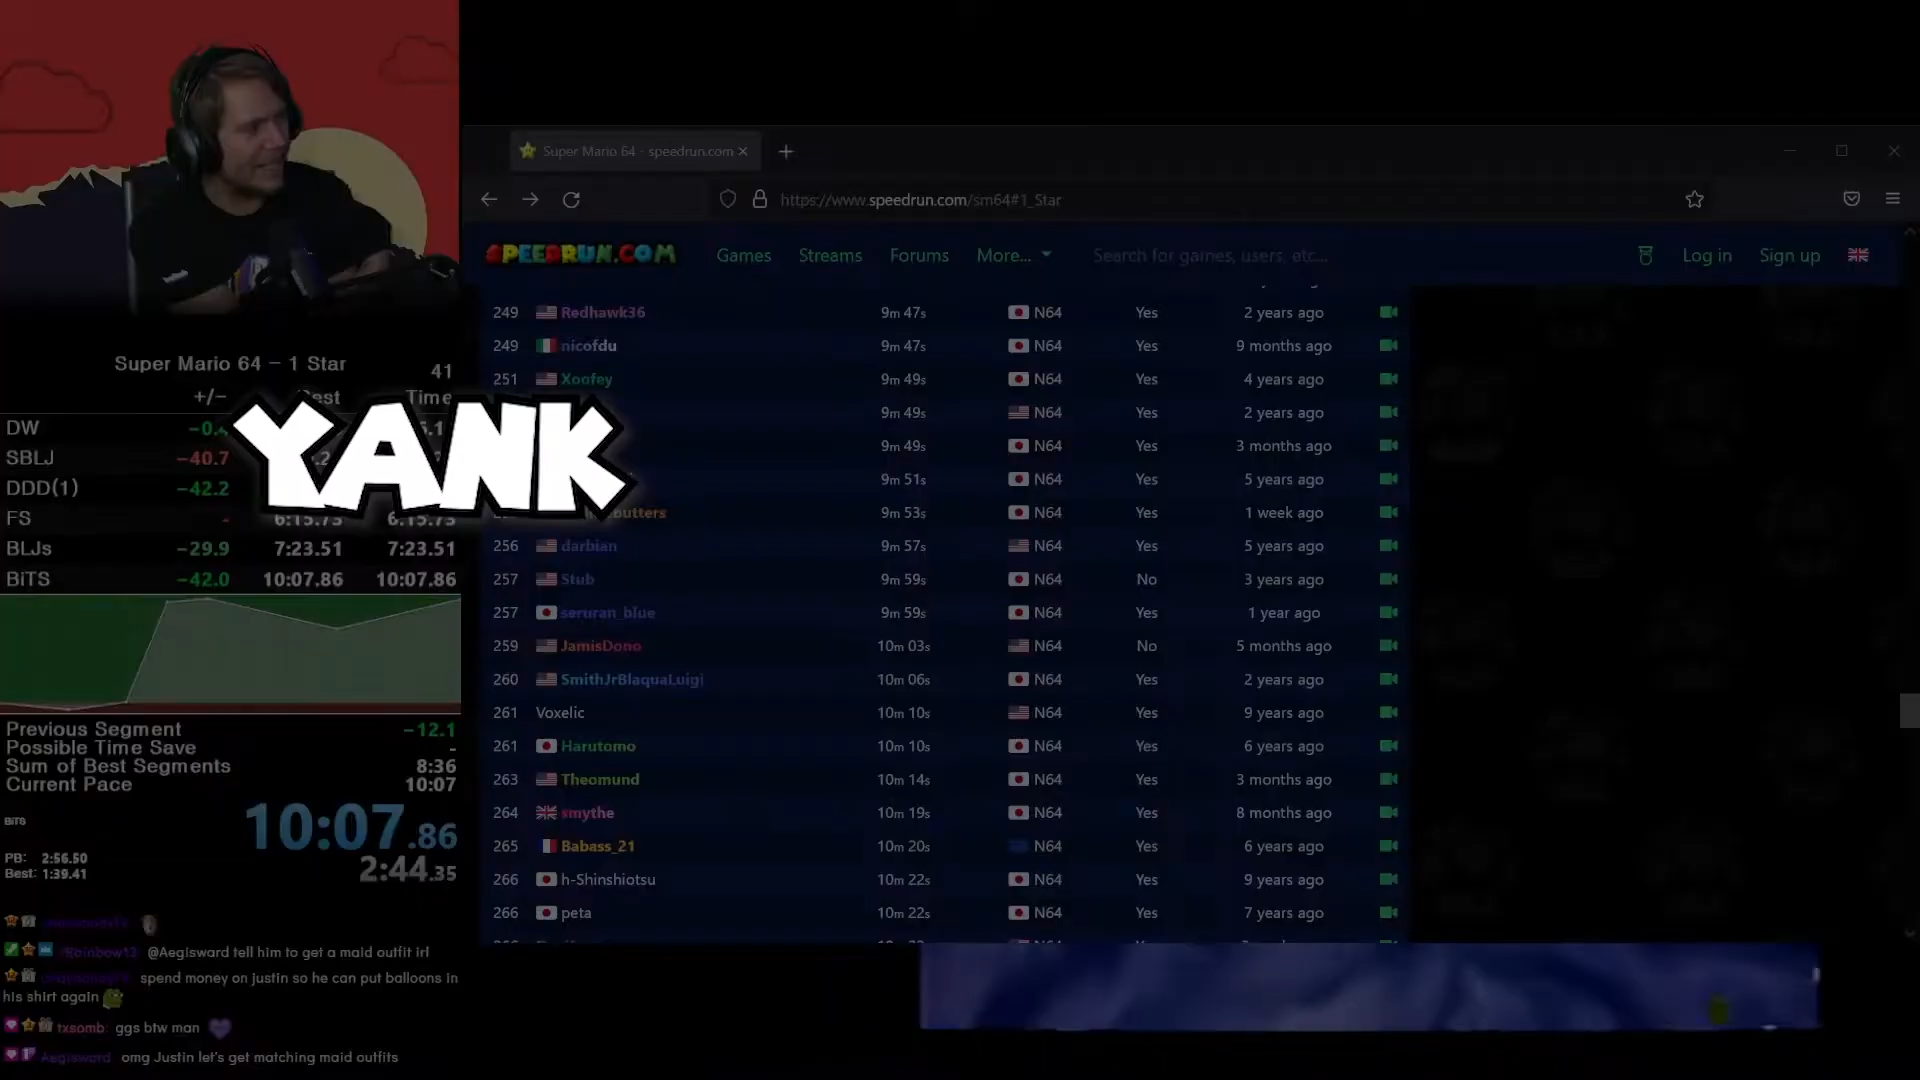 Super Mario 64 - speedrun.com
https://www.speedrun.com/sm64#1_Star
SPEEDRUN.COM
Games
Streams
Forums
More...
Search for games, users, etc...
Log in
Sign up
249 Redhawk36 9m 47s N64 Yes 2 years ago
249 nicofdu 9m 47s N64 Yes 9 months ago
251 Xoofey 9m 49s N64 Yes 4 years ago
9m 49s N64 Yes 2 years ago
9m 49s N64 Yes 3 months ago
9m 51s N64 Yes 5 years ago
9m 53s N64 Yes 1 week ago
256 darbian 9m 57s N64 Yes 5 years ago
257 Stub 9m 59s N64 No 3 years ago
257 seruran_blue 9m 59s N64 Yes 1 year ago
259 JamisDono 10m 03s N64 No 5 months ago
260 SmithJrBlaquaLuigi 10m 06s N64 Yes 2 years ago
261 Voxelic 10m 10s N64 Yes 9 years ago
261 Harutomo 10m 10s N64 Yes 6 years ago
263 Theomund 10m 14s N64 Yes 3 months ago
264 smythe 10m 19s N64 Yes 8 months ago
265 Babass_21 10m 20s N64 Yes 6 years ago
266 h-Shinshiotsu 10m 22s N64 Yes 9 years ago
266 peta 10m 22s N64 Yes 7 years ago
YANK
Super Mario 64 - 1 Star
41
+/- Time
DW
SBLJ -40.7
DDD(1) -42.2
FS - 6:15.73 6:15.73
BLJs -29.9 7:23.51 7:23.51
BiTS -42.0 10:07.86 10:07.86
Previous Segment -12.1
Possible Time Save -
Sum of Best Segments 8:36
Current Pace 10:07
BiTS
10:07.86
PB: 2:56.50
Best: 1:39.41
2:44.35
@Aegisward tell him to get a maid outfit irl
spend money on justin so he can put balloons in
his shirt again
txsomb: ggs btw man
Aegisward omg Justin let's get matching maid outfits